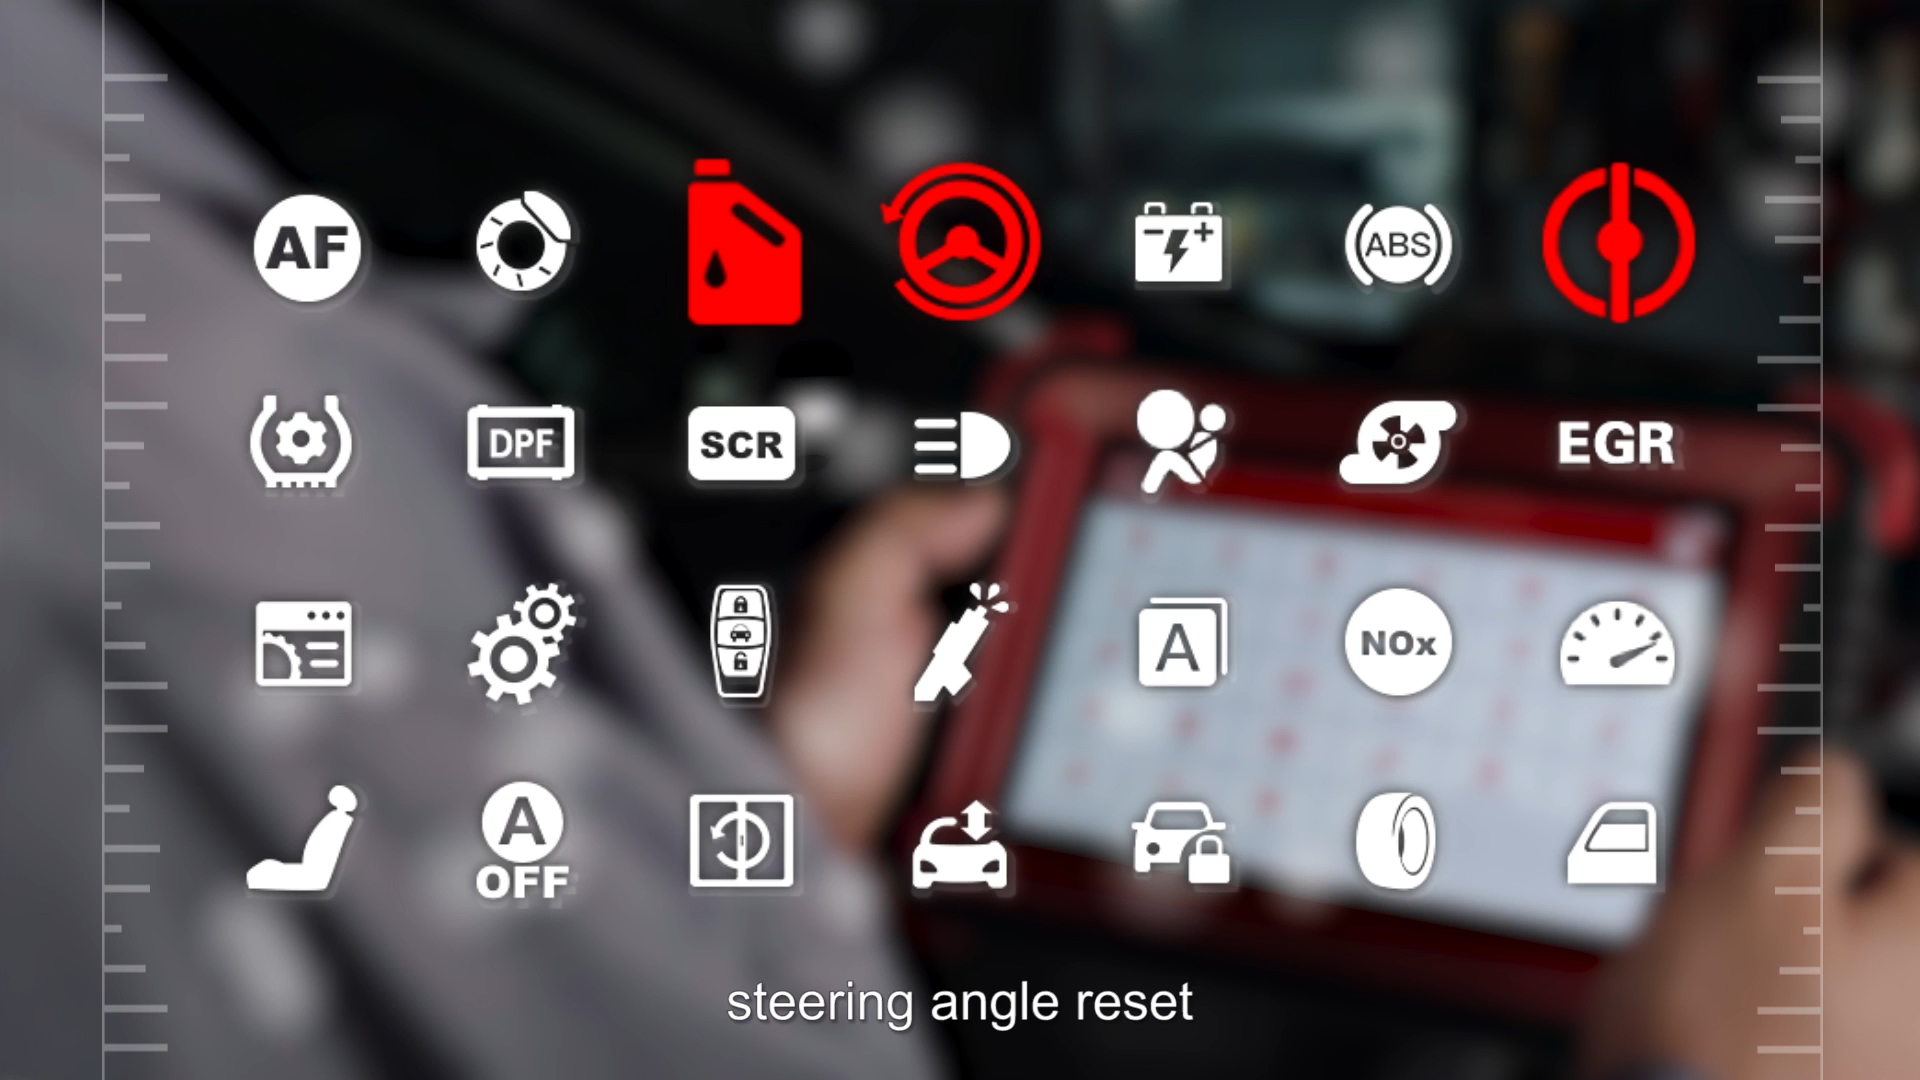 AF
ABS
DPF
SCR
EGR
A
NOx
A
OFF
steering angle reset